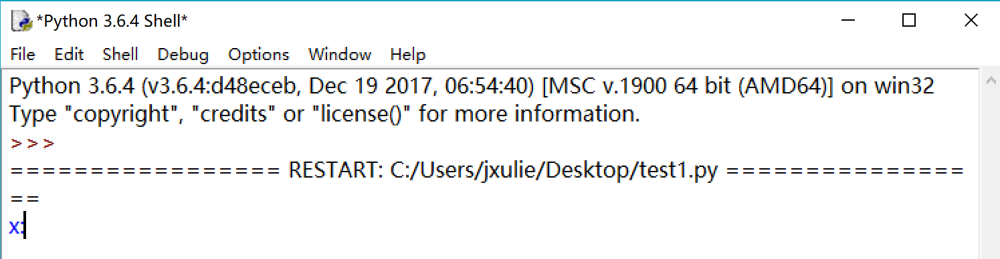 *Python 3.6.4 Shell*
File Edit Shell Debug Options Window Help
Python 3.6.4 (v3.6.4:d48eceb, Dec 19 2017, 06:54:40) [MSC v.1900 64 bit (AMD64)] on win32
Type "copyright", "credits" or "license()" for more information.
>>>
================= RESTART: C:/Users/jxulie/Desktop/test1.py ===============
==
x: